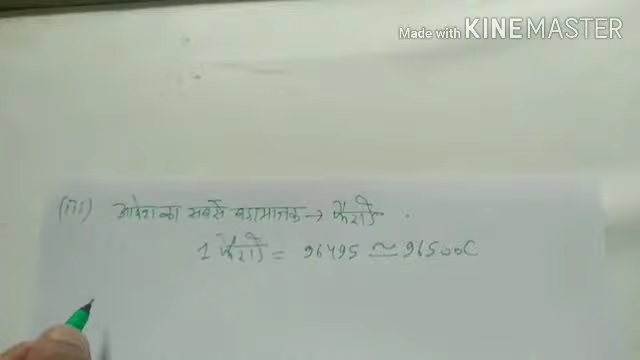 Made with KINEMASTER
(iii) आवेश का सबसे बड़ा मात्रक → फैराडे .
1 फैराडे = 96495 ≃ 96500C